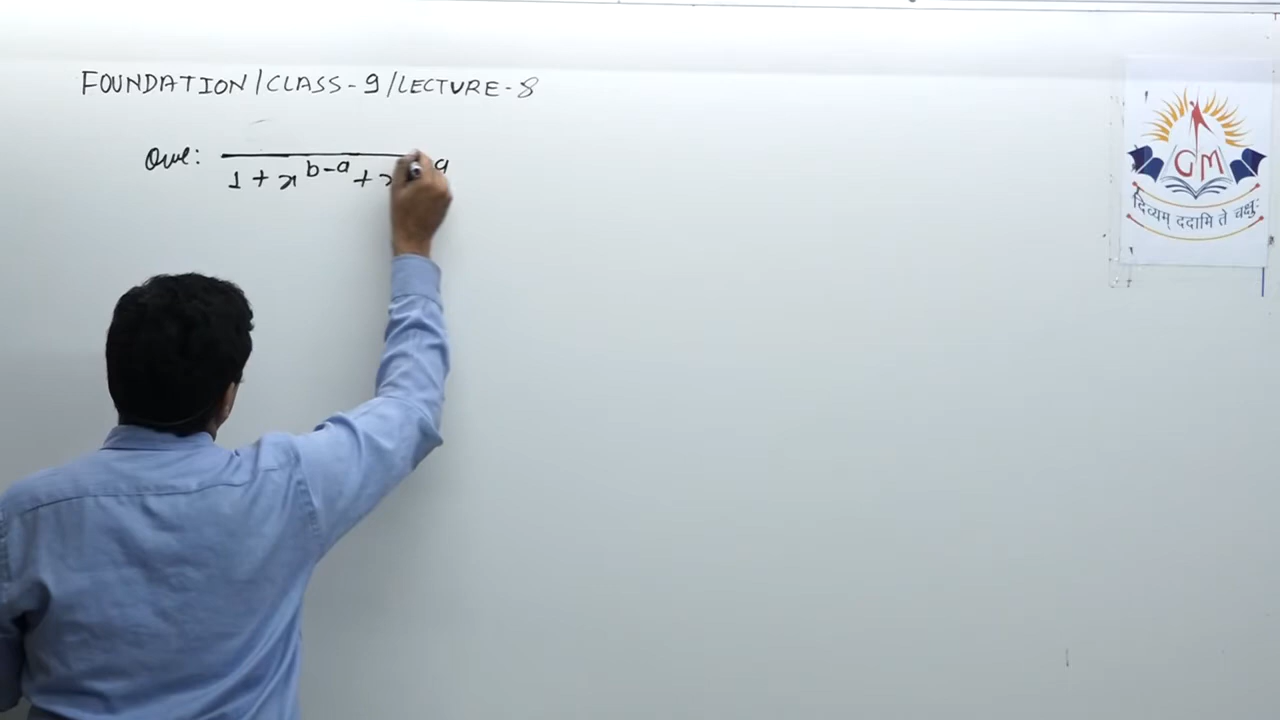 FOUNDATION/CLASS-9/LECTURE-8
Que: 1 + x^{b-a} + a
GM
दिव्यम् ददामि ते चक्षुः